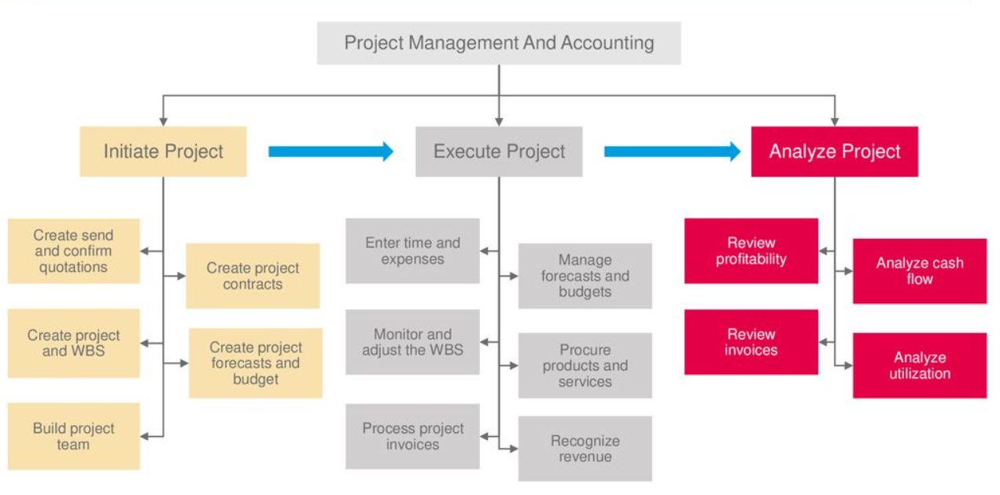 Project Management And Accounting
Initiate Project
Execute Project
Analyze Project
Create send
and confirm
quotations
Create project
contracts
Create project
and WBS
Create project
forecasts and
budget
Build project
team
Enter time and
expenses
Manage
forecasts and
budgets
Monitor and
adjust the WBS
Procure
products and
services
Process project
invoices
Recognize
revenue
Review
profitability
Analyze cash
flow
Review
invoices
Analyze
utilization